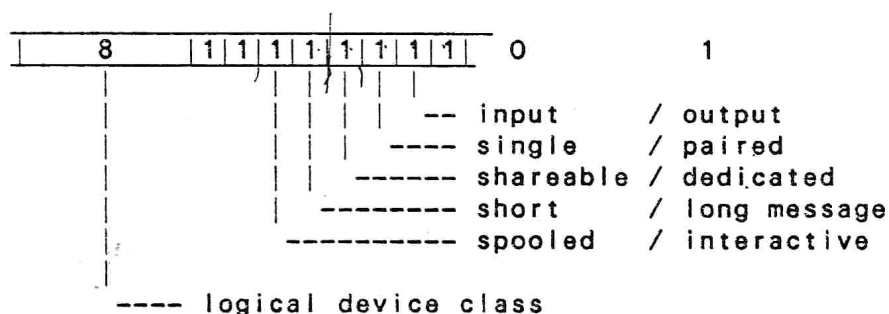 | 8 |1|1|1|1|1|1|1|1| 0 1
-- input / output
---- single / paired
------ shareable / dedicated
-------- short / long message
---------- spooled / interactive
---- logical device class